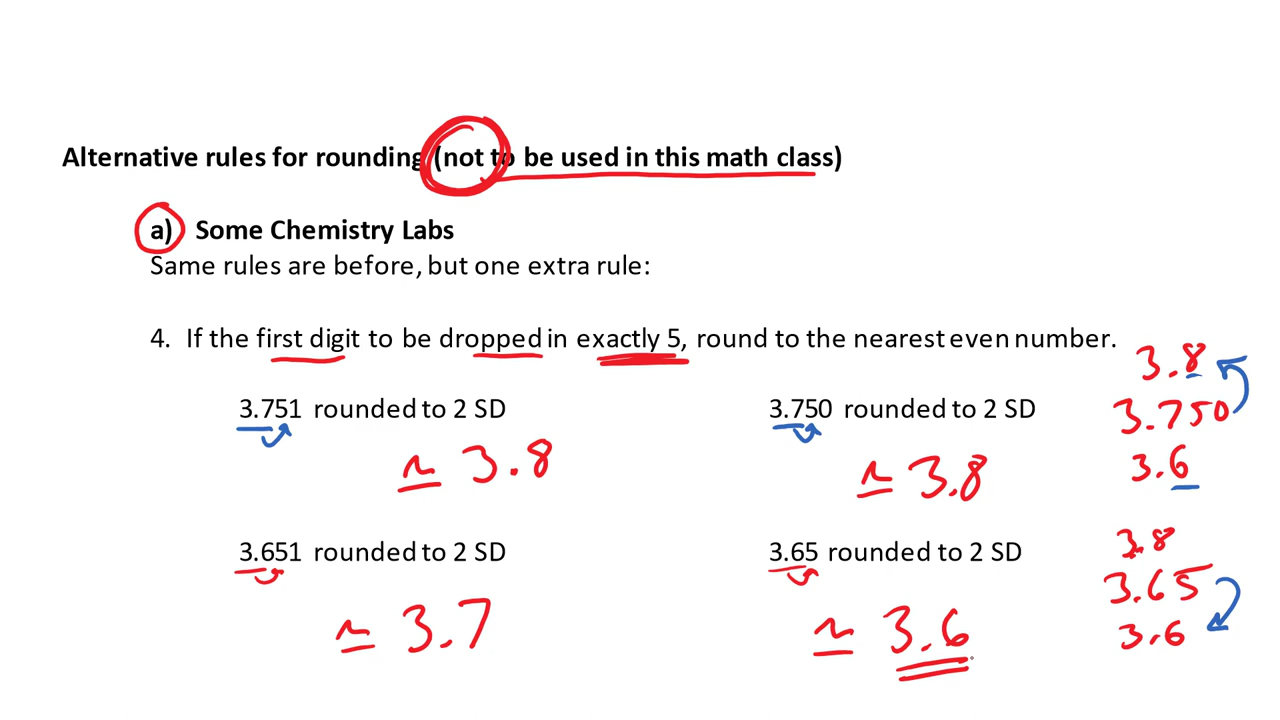 Alternative rules for rounding (not to be used in this math class)
a) Some Chemistry Labs
Same rules are before, but one extra rule:
4. If the first digit to be dropped in exactly 5, round to the nearest even number.
3.751 rounded to 2 SD
≃ 3.8
3.750 rounded to 2 SD
≃ 3.8
3.8
3.750
3.6
3.651 rounded to 2 SD
≃ 3.7
3.65 rounded to 2 SD
≃ 3.6
3.8
3.65
3.6